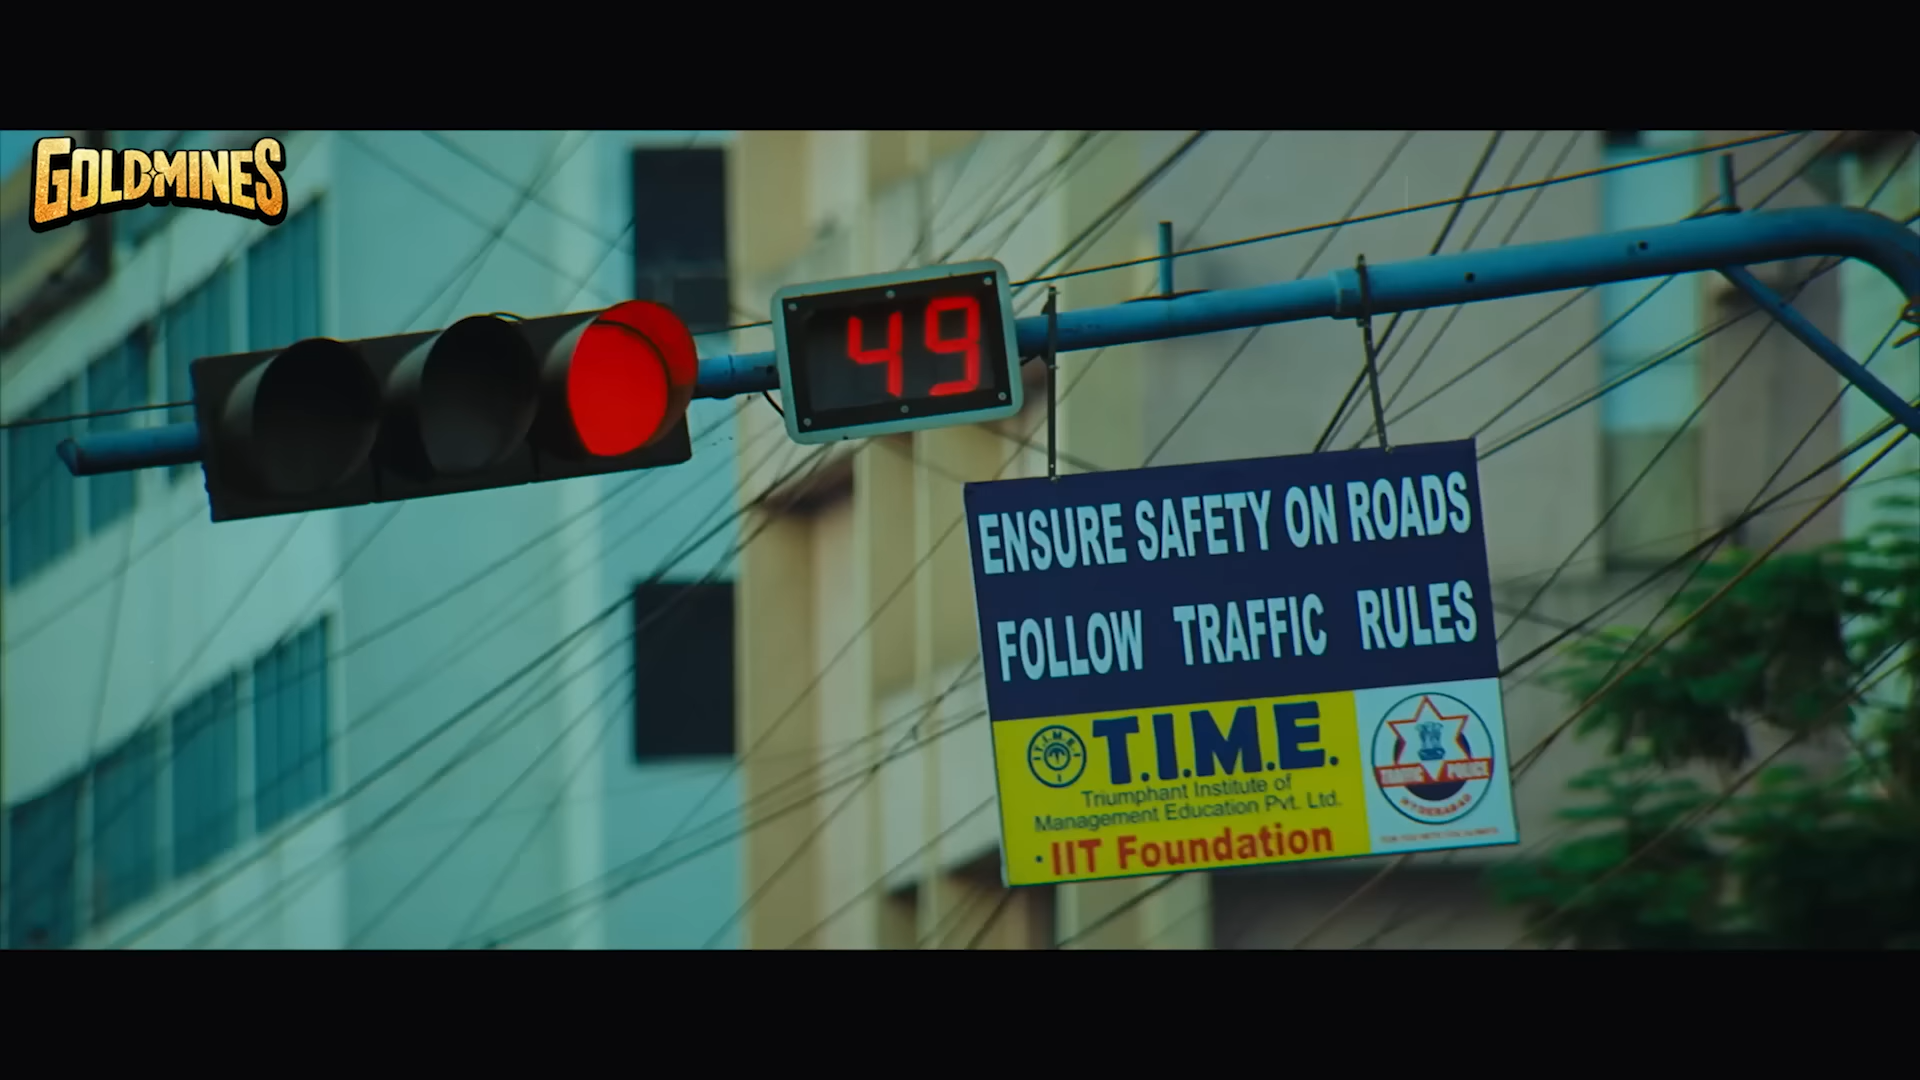 GOLDMINES
49
ENSURE SAFETY ON ROADS
FOLLOW TRAFFIC RULES
T.I.M.E.
T.I.M.E.
Triumphant Institute of
Management Education Pvt. Ltd.
·IIT Foundation
TRAFFIC POLICE
HYDERABAD